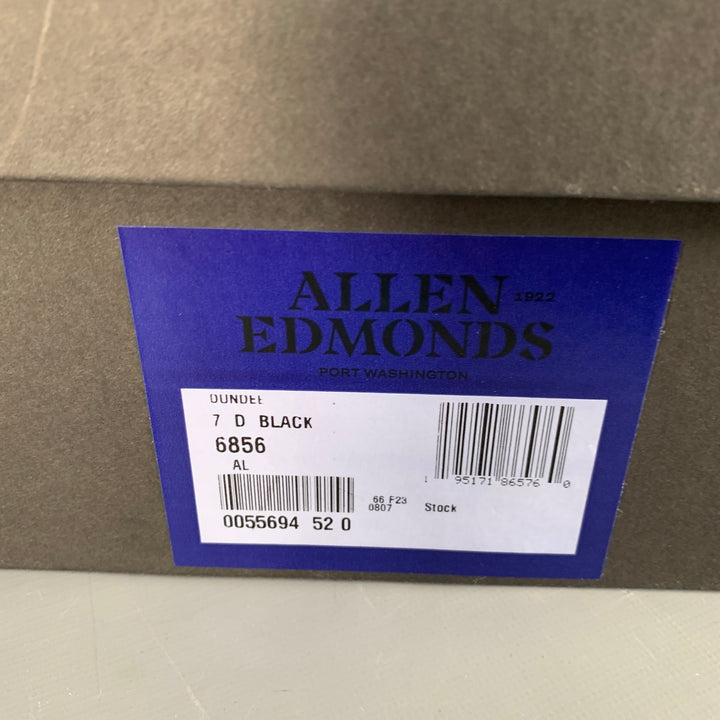 ALLEN 1922
EDMONDS
PORT WASHINGTON
DUNDEE
7 D BLACK
6856
AL
1 95171 86576 0
66 F23
0807 Stock
0055694 52 0